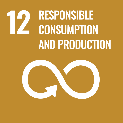 12 RESPONSIBLE
CONSUMPTION
AND PRODUCTION